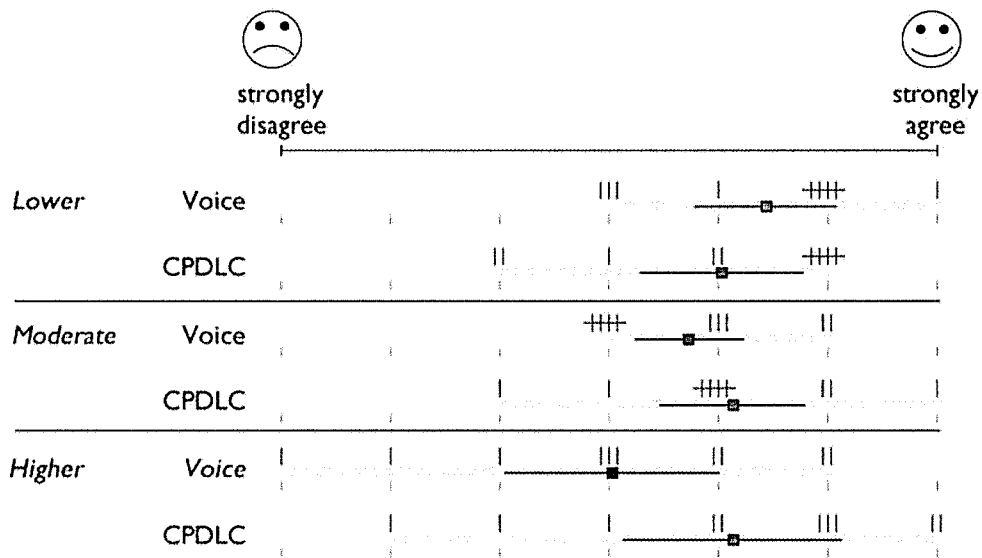 strongly disagree
strongly agree
Lower Voice
CPDLC
Moderate Voice
CPDLC
Higher Voice
CPDLC